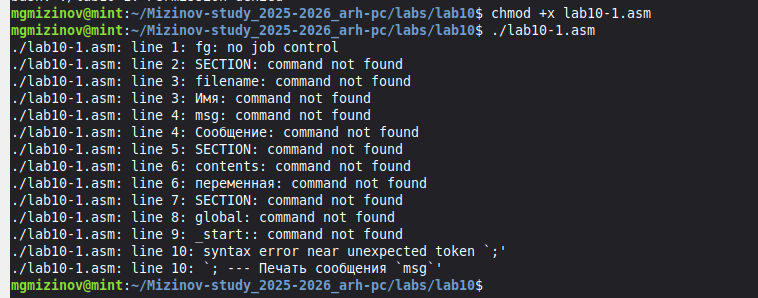 mgmizinov@mint:~/Mizinov-study_2025-2026_arh-pc/labs/lab10$ chmod +x lab10-1.asm
mgmizinov@mint:~/Mizinov-study_2025-2026_arh-pc/labs/lab10$ ./lab10-1.asm
./lab10-1.asm: line 1: fg: no job control
./lab10-1.asm: line 2: SECTION: command not found
./lab10-1.asm: line 3: filename: command not found
./lab10-1.asm: line 3: Имя: command not found
./lab10-1.asm: line 4: msg: command not found
./lab10-1.asm: line 4: Сообщение: command not found
./lab10-1.asm: line 5: SECTION: command not found
./lab10-1.asm: line 6: contents: command not found
./lab10-1.asm: line 6: переменная: command not found
./lab10-1.asm: line 7: SECTION: command not found
./lab10-1.asm: line 8: global: command not found
./lab10-1.asm: line 9: _start:: command not found
./lab10-1.asm: line 10: syntax error near unexpected token `;'
./lab10-1.asm: line 10: `; --- Печать сообщения `msg`'
mgmizinov@mint:~/Mizinov-study_2025-2026_arh-pc/labs/lab10$